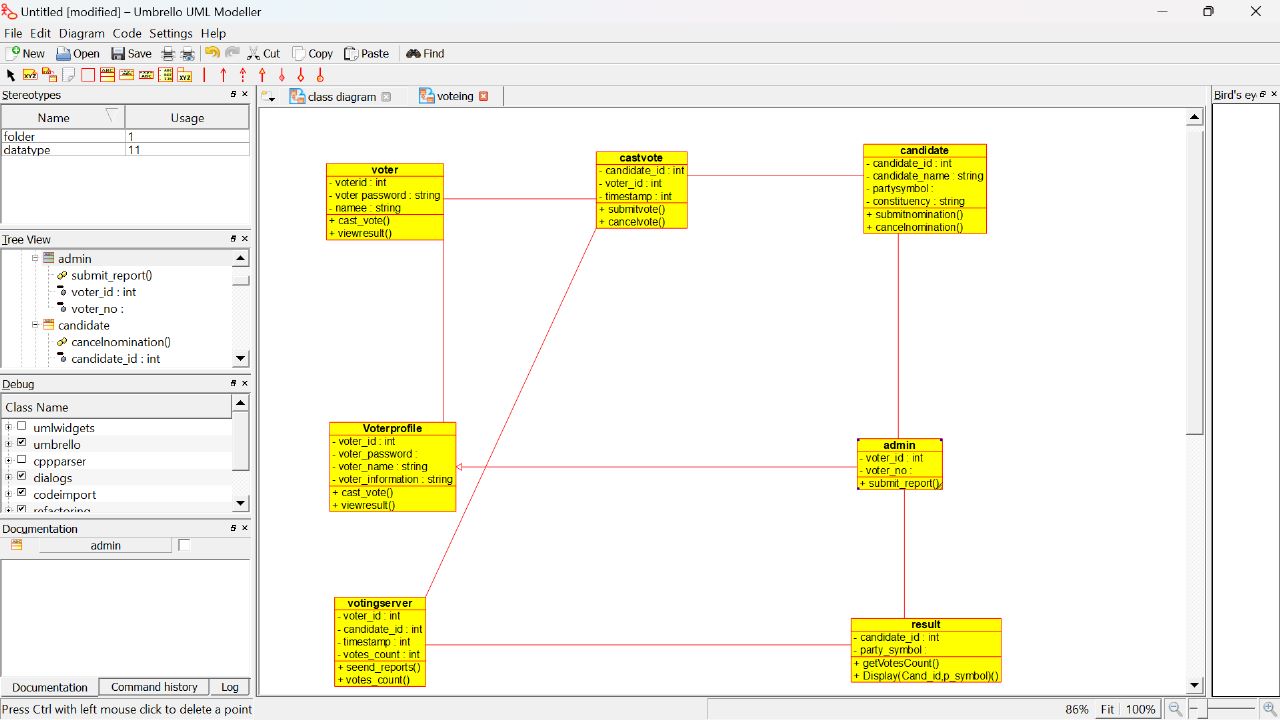 Untitled [modified] – Umbrello UML Modeller
File Edit Diagram Code Settings Help
New Open Save Cut Copy Paste Find
Stereotypes
Name Usage
folder 1
datatype 11
Tree View
admin
submit_report()
voter_id : int
voter_no :
candidate
cancelnomination()
candidate_id : int
Debug
Class Name
umlwidgets
umbrello
cppparser
dialogs
codeimport
refactoring
Documentation
admin
Documentation Command history Log
Press Ctrl with left mouse click to delete a point
class diagram
voteing
voter
- voterid : int
- voter password : string
- namee : string
+ cast_vote()
+ viewresult()
castvote
- candidate_id : int
- voter_id : int
- timestamp : int
+ submitvote()
+ cancelvote()
candidate
- candidate_id : int
- candidate_name : string
- partysymbol :
- constituency : string
+ submitnomination()
+ cancelnomination()
Voterprofile
- voter_id : int
- voter_password :
- voter_name : string
- voter_information : string
+ cast_vote()
+ viewresult()
admin
- voter_id : int
- voter_no :
+ submit_report()
votingserver
- voter_id : int
- candidate_id : int
- timestamp : int
- votes_count : int
+ seend_reports()
+ votes_count()
result
- candidate_id : int
- party_symbol :
+ getVotesCount()
+ Display(Cand_id,p_symbol)()
Bird's ey
86% Fit 100%